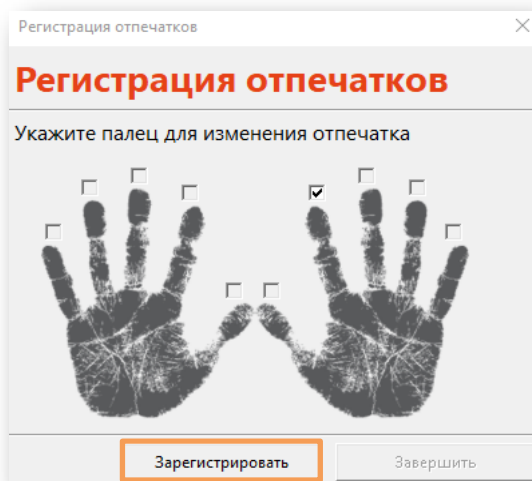 Регистрация отпечатков
Регистрация отпечатков
Укажите палец для изменения отпечатка
Зарегистрировать
Завершить